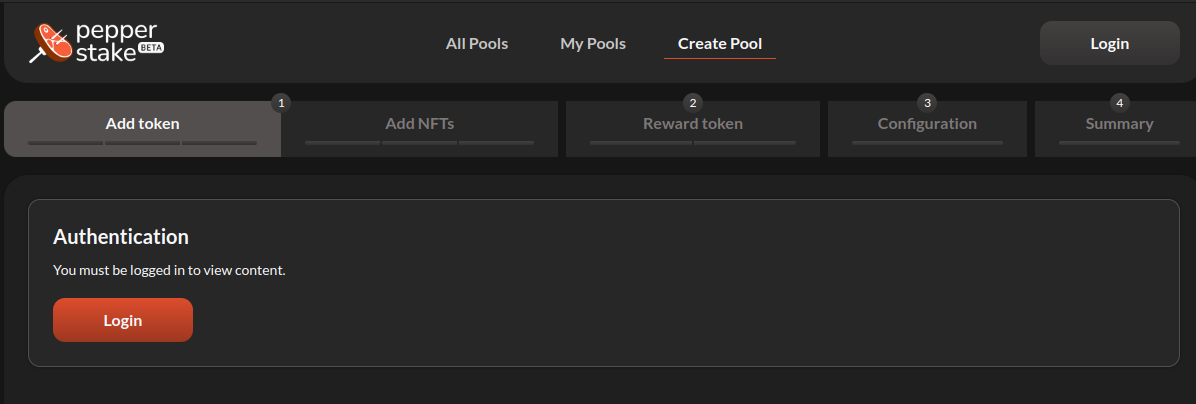 pepper
stake BETA
All Pools
My Pools
Create Pool
Login
1
Add token
Add NFTs
2
Reward token
3
Configuration
4
Summary
Authentication
You must be logged in to view content.
Login